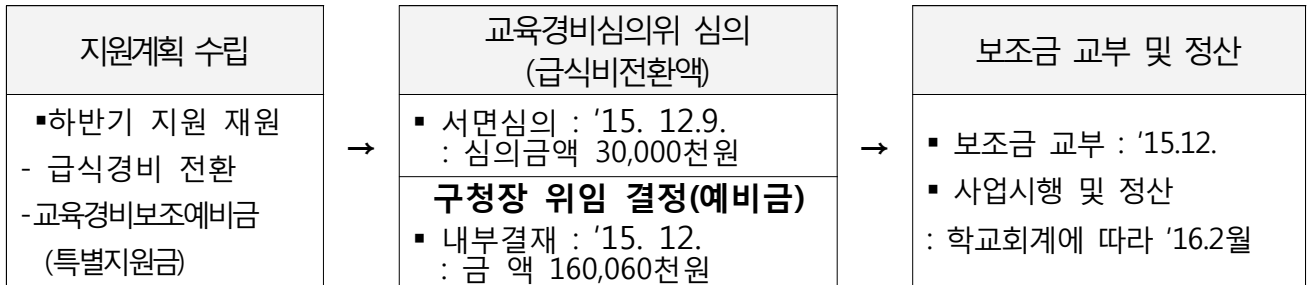 지원계획 수립
▪하반기 지원 재원
- 급식경비 전환
-교육경비보조예비금
(특별지원금)
→
교육경비심의위 심의
(급식비전환액)
▪ 서면심의 : '15. 12.9.
: 심의금액 30,000천원
구청장 위임 결정(예비금)
▪ 내부결재 : '15. 12.
: 금 액 160,060천원
→
보조금 교부 및 정산
▪ 보조금 교부 : '15.12.
▪ 사업시행 및 정산
: 학교회계에 따라 '16.2월